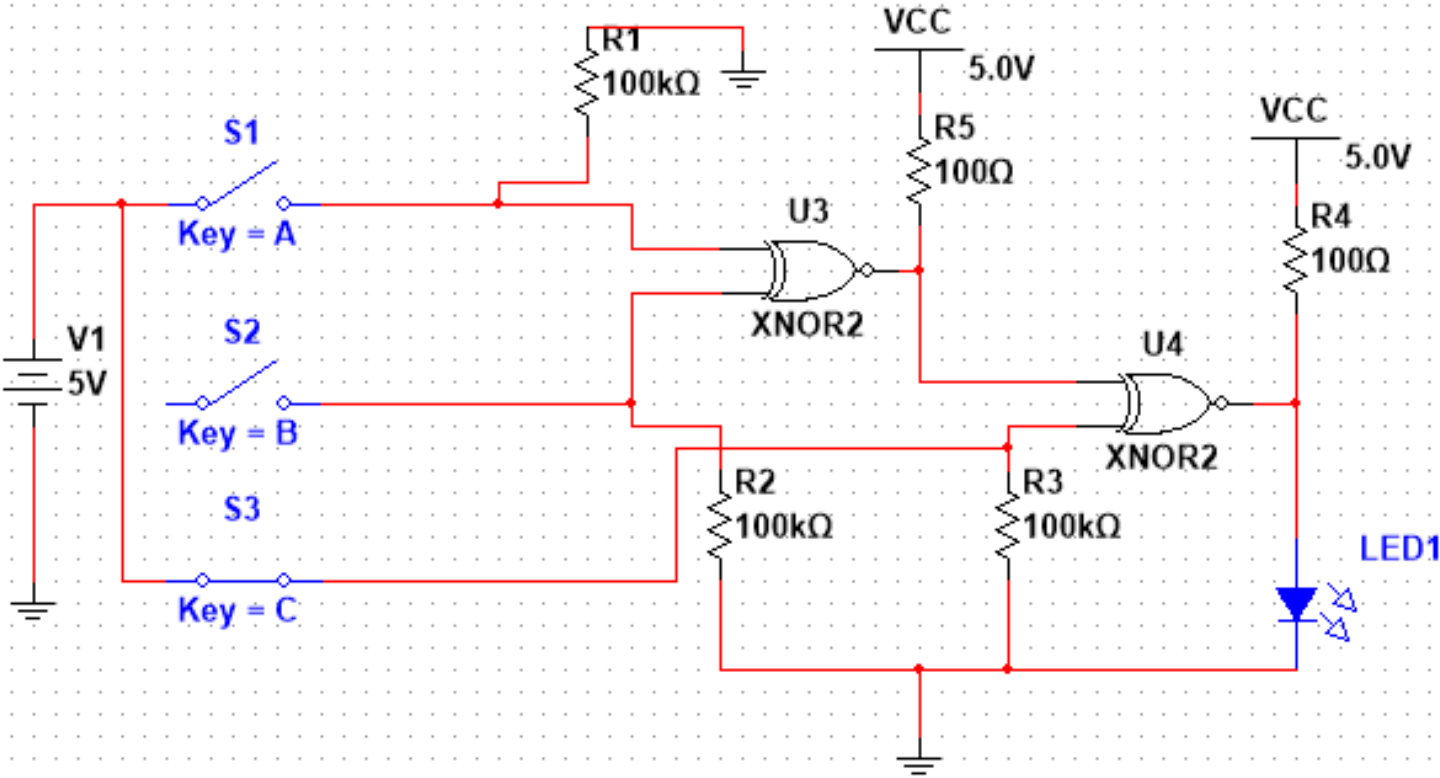 VCC
5.0V
R1
100kΩ
VCC
5.0V
S1
Key = A
R5
100Ω
U3
XNOR2
R4
100Ω
V1
5V
S2
Key = B
U4
XNOR2
S3
Key = C
R2
100kΩ
R3
100kΩ
LED1